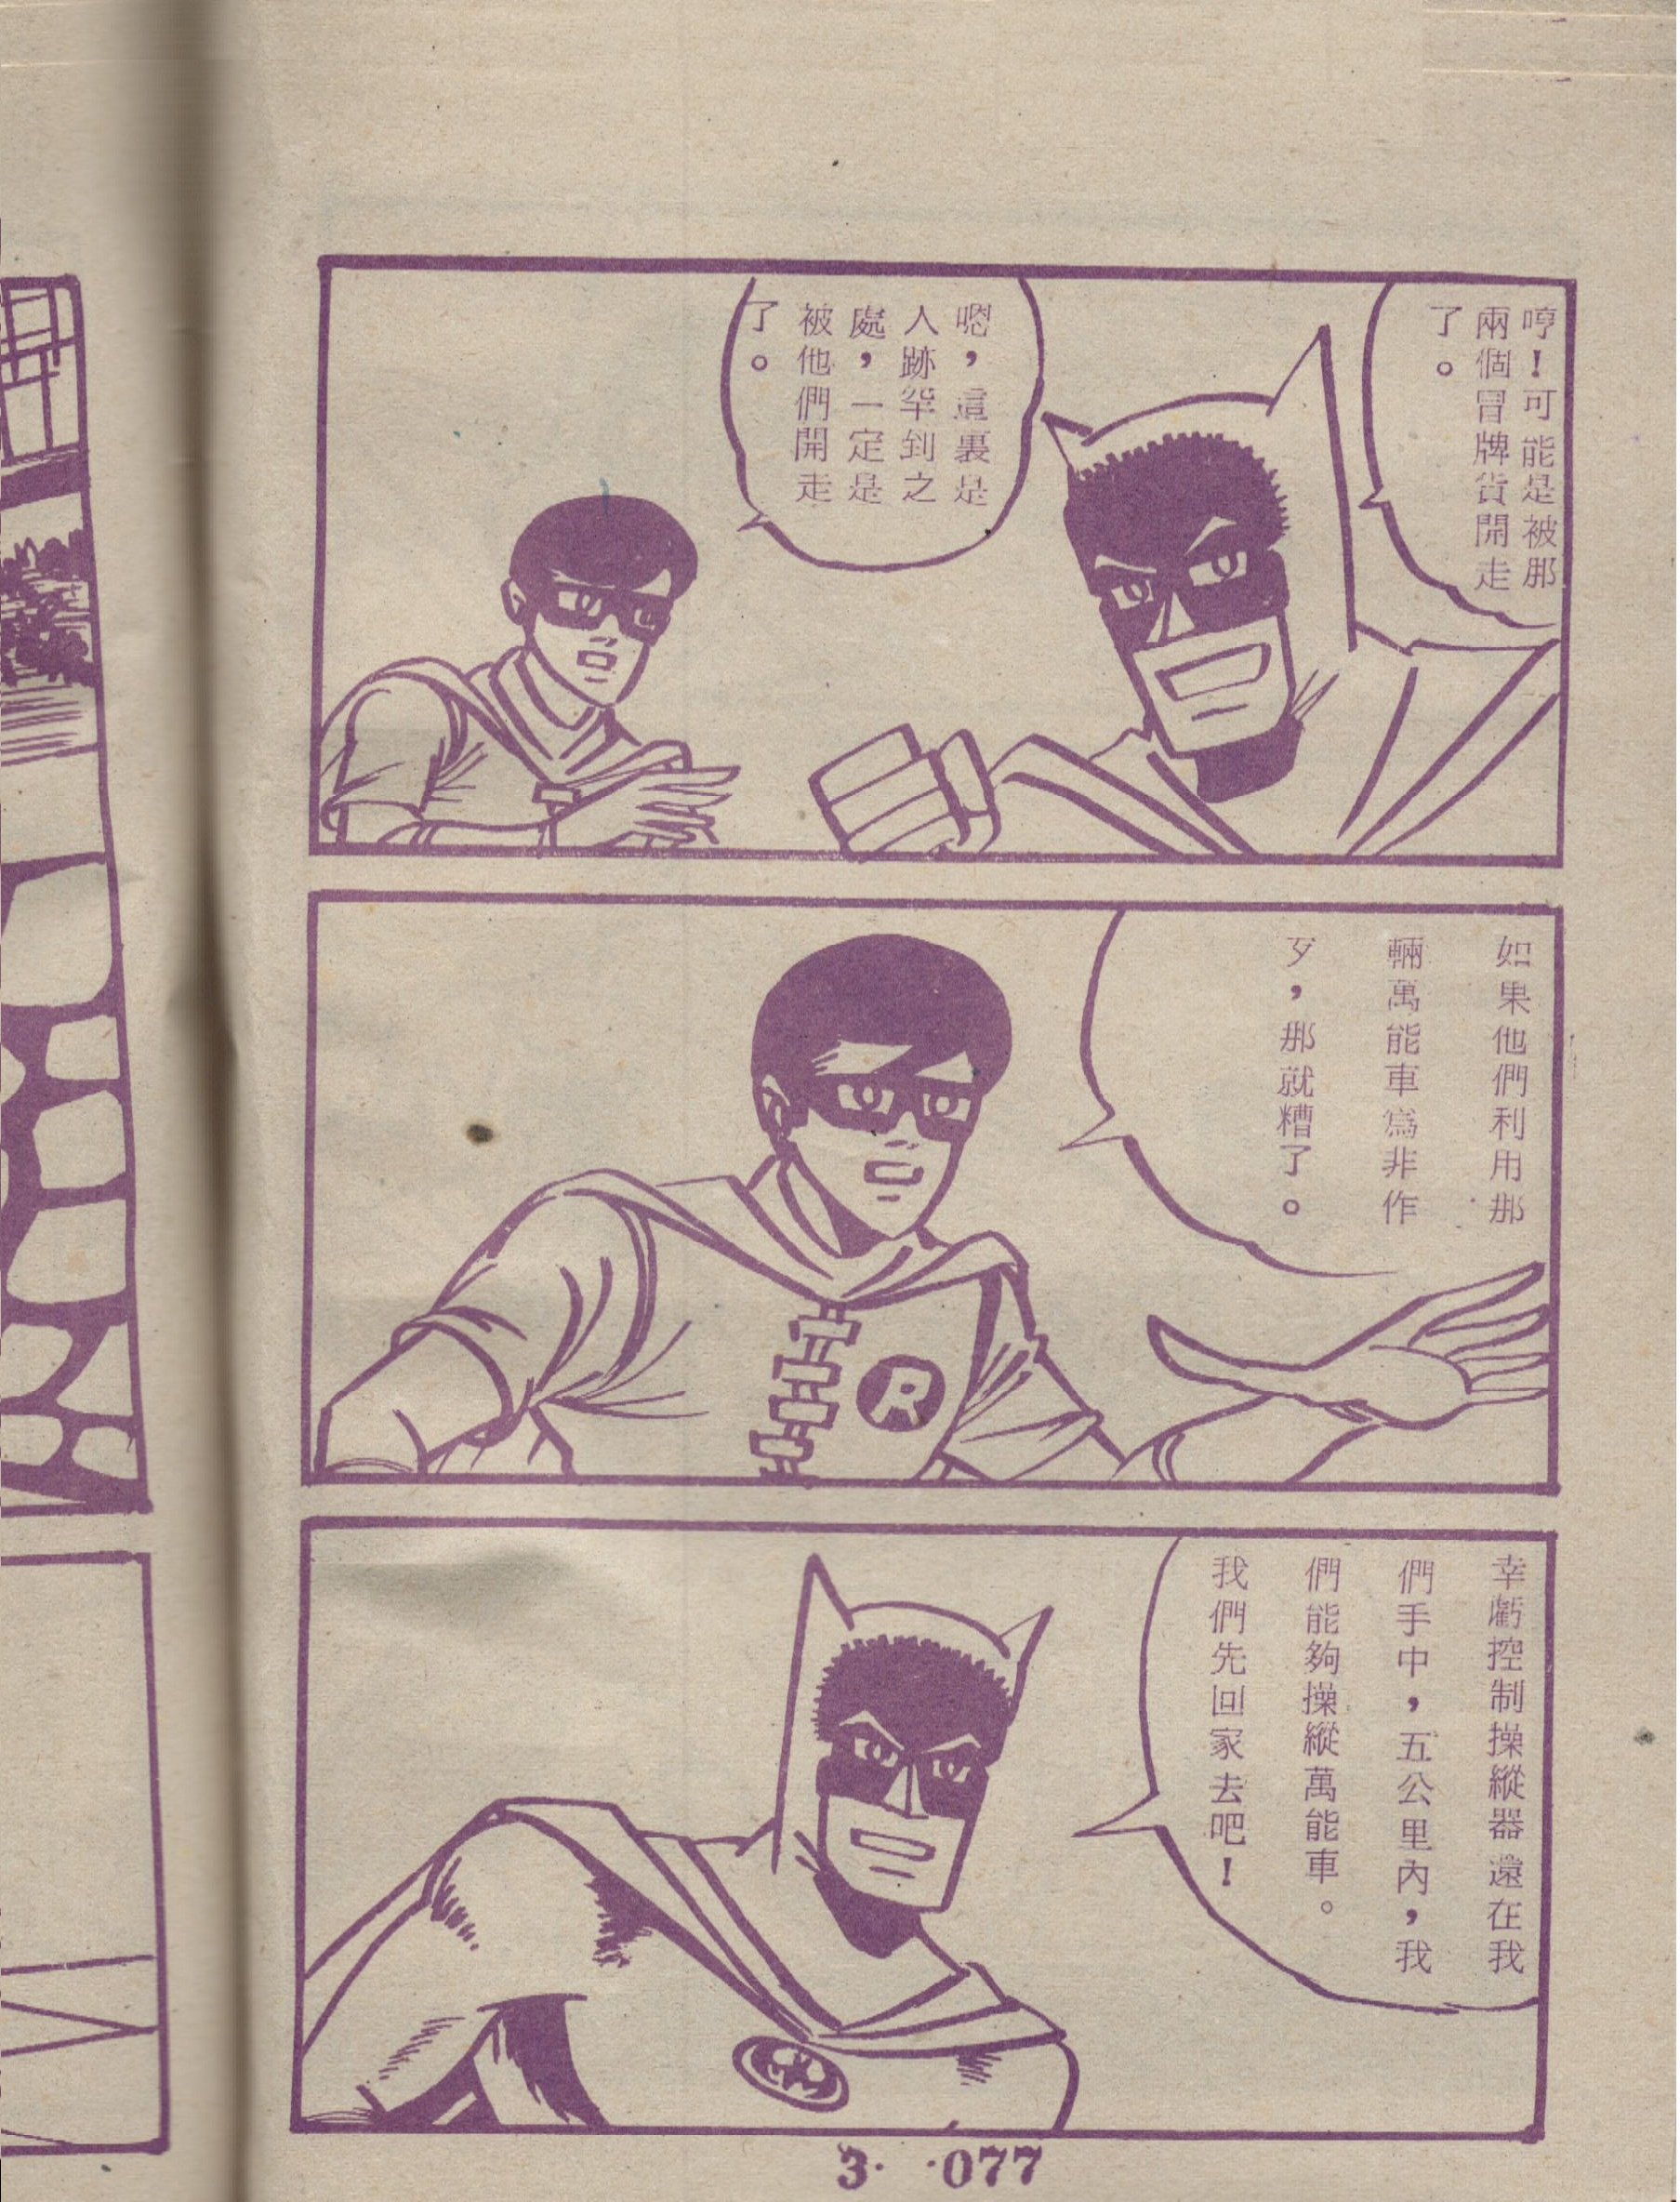 哼!可能是被那
兩個冒牌貨開走
了。
嗯,這裏是
人跡罕到之
處,一定是
被他們開走
了。
如果他們利用那
輛萬能車爲非作
歹,那就糟了。
R
幸虧控制操縱器還在我
們手中,五公里內,我
們能夠操縱萬能車。
我們先回家去吧!
3··077